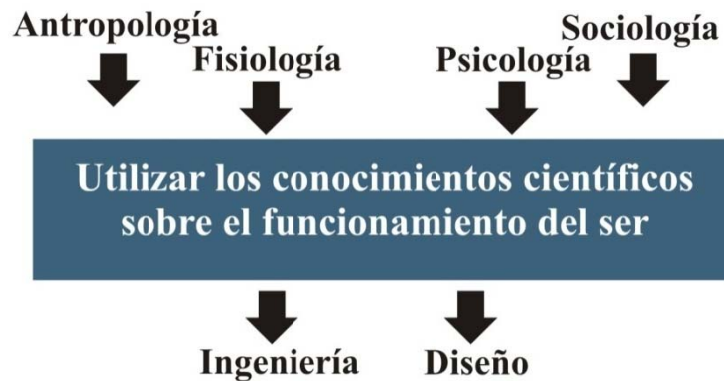 Antropología
Sociología
Fisiología
Psicología
Utilizar los conocimientos científicos
sobre el funcionamiento del ser
Ingeniería
Diseño